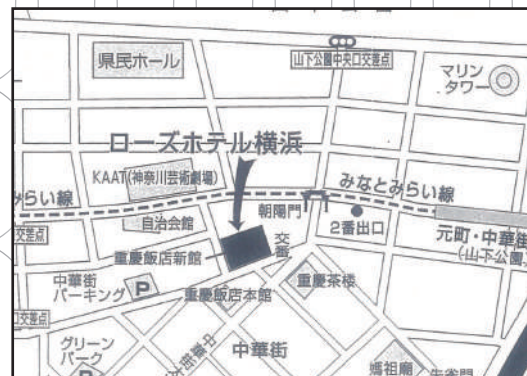 県民ホール
山下公園中央口交差点
マリン
タワー
ローズホテル横浜
KAAT(神奈川芸術劇場)
みらい線
みなとみらい線
朝陽門
自治会館
2番出口
元町・中華街
(山下公園)
交差点
交番
重慶飯店新館
中華街
パーキング
P
重慶飯店本館
重慶茶楼
口交差点
グリーン
パーク
P
中華街
媽祖廟
朱雀門